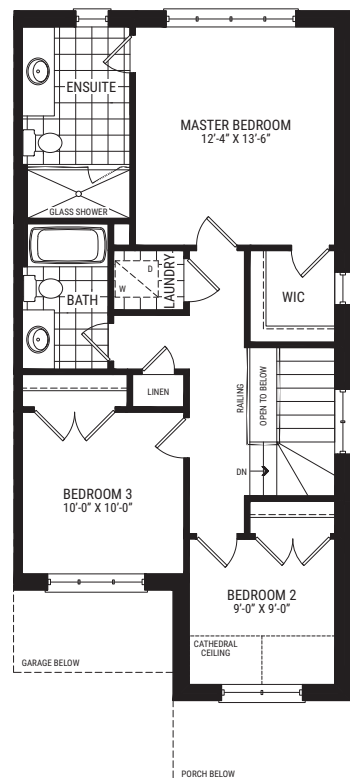 ENSUITE
MASTER BEDROOM
12'-4" X 13'-6"
GLASS SHOWER
D
W
LAUNDRY
BATH
WIC
LINEN
RAILING
OPEN TO BELOW
DN
BEDROOM 3
10'-0" X 10'-0"
BEDROOM 2
9'-0" X 9'-0"
CATHEDRAL
CEILING
GARAGE BELOW
PORCH BELOW